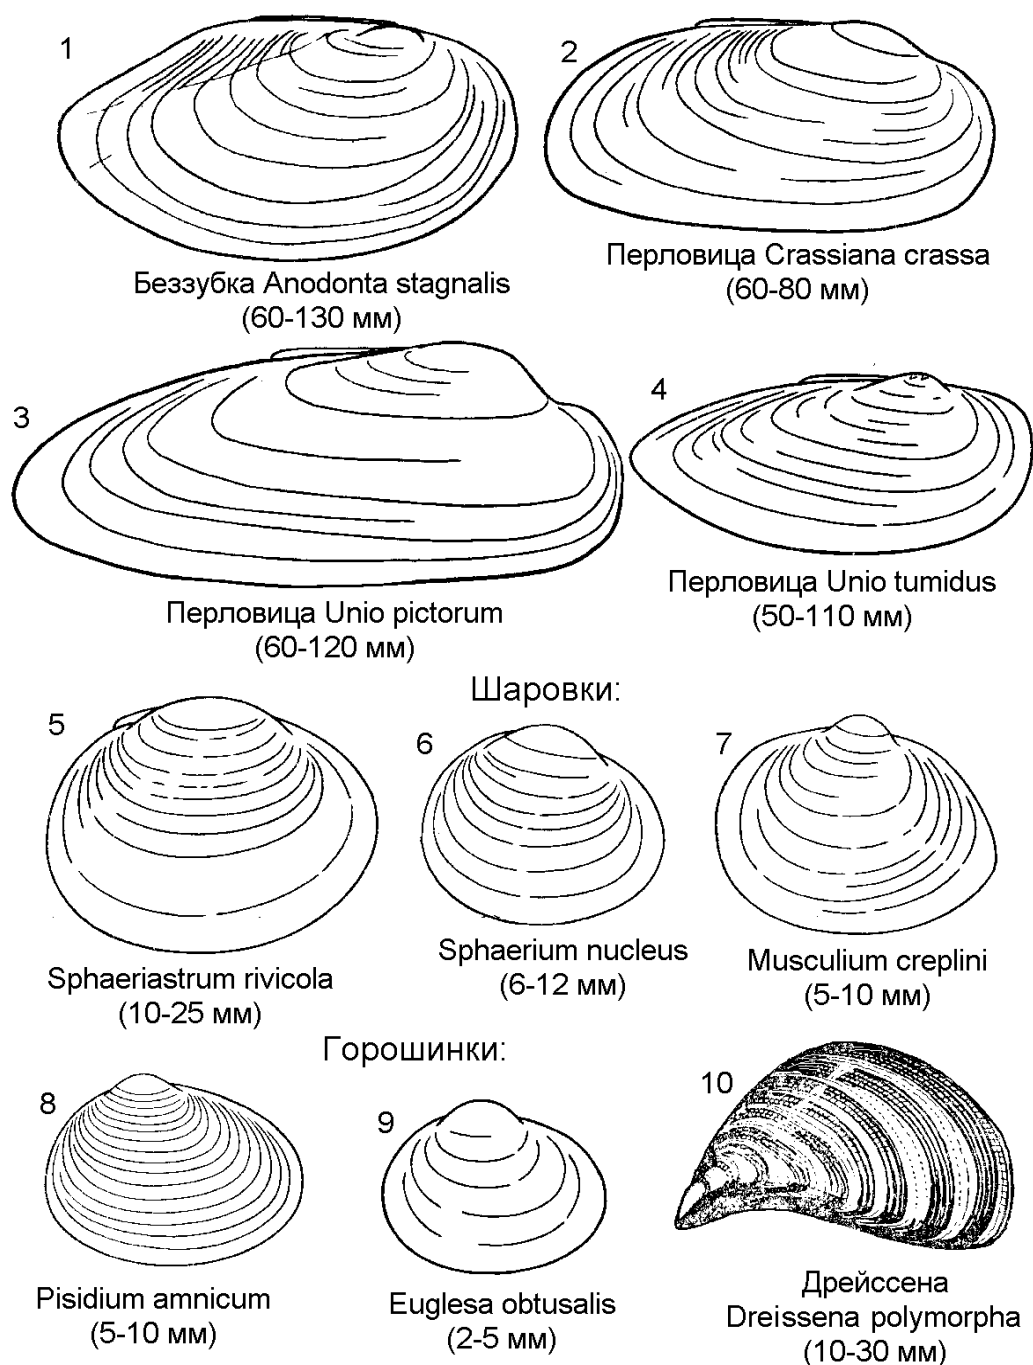 1
2
Беззубка Anodonta stagnalis
(60-130 мм)
Перловица Crassiana crassa
(60-80 мм)
3
4
Перловица Unio pictorum
(60-120 мм)
Перловица Unio tumidus
(50-110 мм)
Шаровки:
5
6
7
Sphaeriastrum rivicola
(10-25 мм)
Sphaerium nucleus
(6-12 мм)
Musculium creplini
(5-10 мм)
Горошинки:
8
9
10
Pisidium amnicum
(5-10 мм)
Euglesa obtusalis
(2-5 мм)
Дрейссена
Dreissena polymorpha
(10-30 мм)